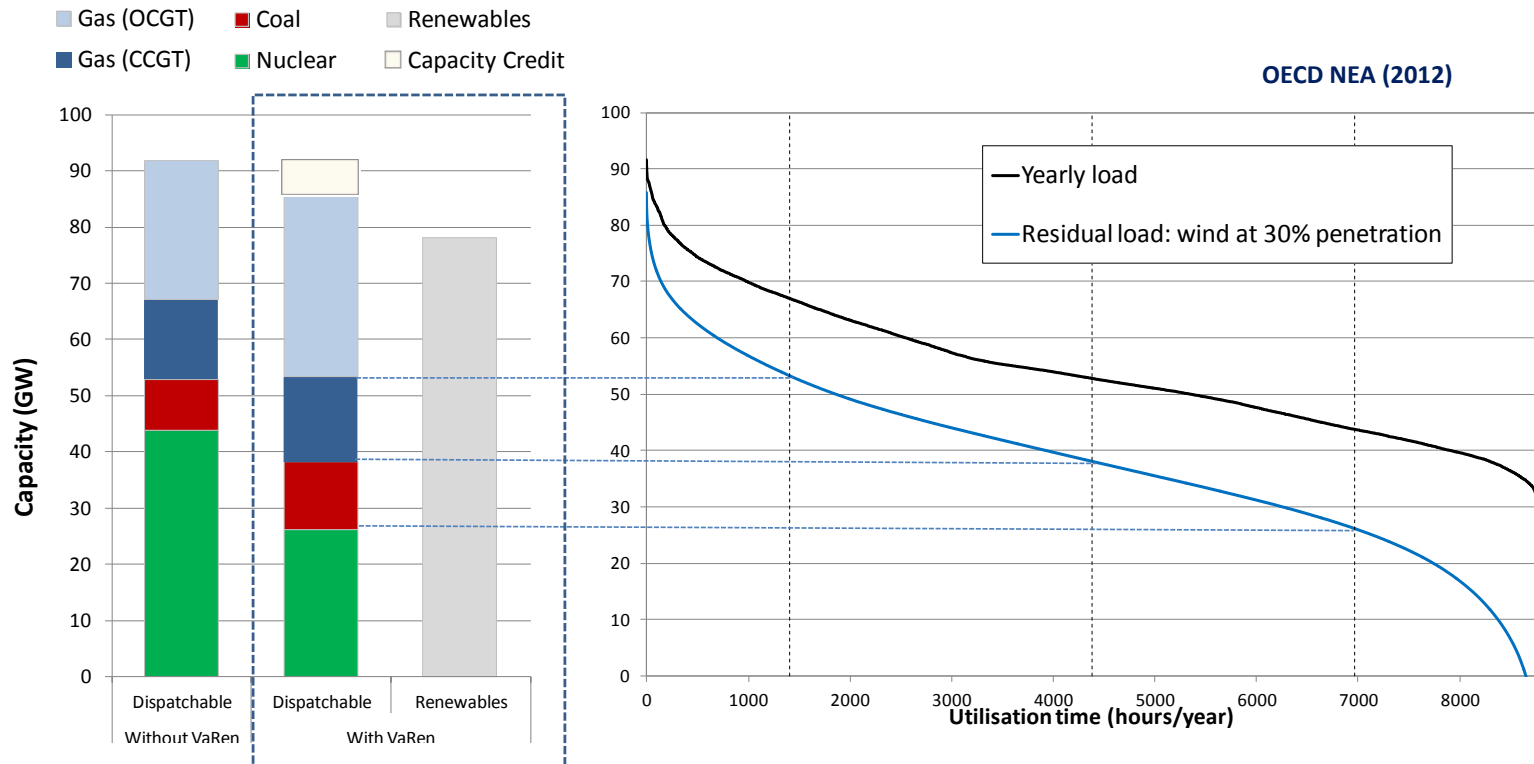 Gas (OCGT) Coal Renewables
Gas (CCGT) Nuclear Capacity Credit
OECD NEA (2012)
Capacity (GW)
100
90
80
70
60
50
40
30
20
10
0
Dispatchable Dispatchable Renewables
Without VaRen With VaRen
100
90
80
70
60
50
40
30
20
10
0
Yearly load
Residual load: wind at 30% penetration
0 1000 2000 3000 4000 5000 6000 7000 8000
Utilisation time (hours/year)